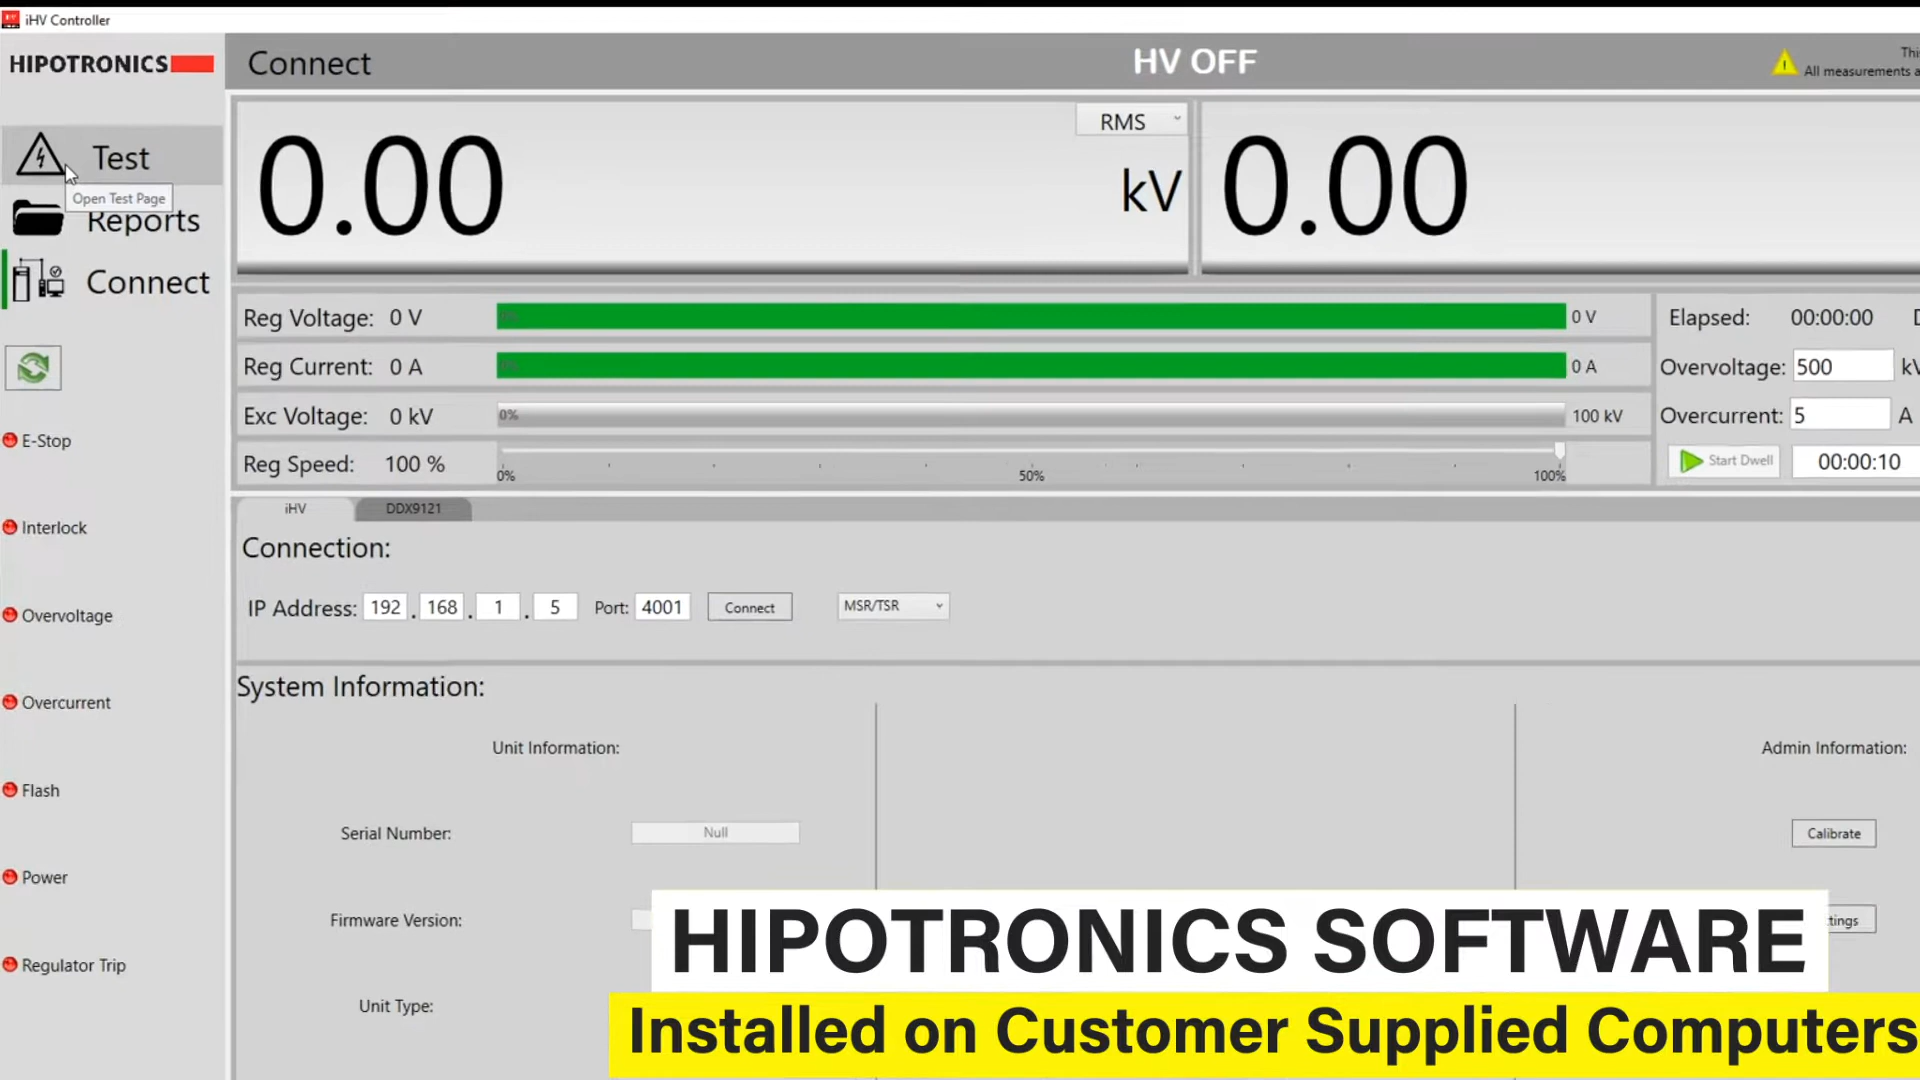 iHV Controller
HIPOTRONICS
Connect
HV OFF
Thi
All measurements a
Test
Open Test Page
Reports
Connect
0.00
RMS
kV
0.00
Reg Voltage: 0 V
0 V
Reg Current: 0 A
0 A
Exc Voltage: 0 kV
0%
100 kV
Reg Speed: 100 %
0%
50%
100%
Elapsed: 00:00:00
Overvoltage: 500 kV
Overcurrent: 5 A
Start Dwell 00:00:10
E-Stop
Interlock
Overvoltage
Overcurrent
Flash
Power
Regulator Trip
iHV
DDX9121
Connection:
IP Address: 192 . 168 . 1 . 5 Port: 4001 Connect MSR/TSR
System Information:
Unit Information:
Admin Information:
Serial Number: Null
Calibrate
Firmware Version:
ttings
Unit Type:
HIPOTRONICS SOFTWARE
Installed on Customer Supplied Computers